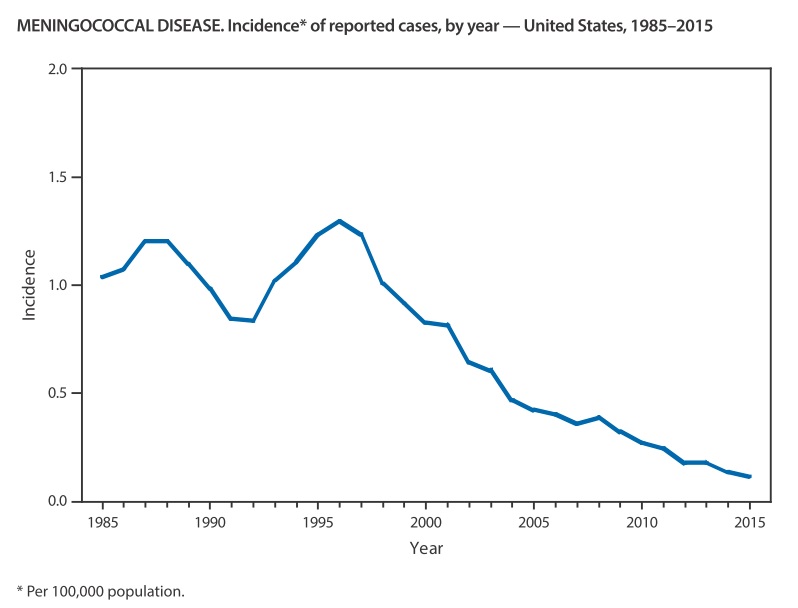 MENINGOCOCCAL DISEASE. Incidence* of reported cases, by year — United States, 1985–2015
2.0
1.5
1.0
0.5
0.0
Incidence
1985 1990 1995 2000 2005 2010 2015
Year
* Per 100,000 population.